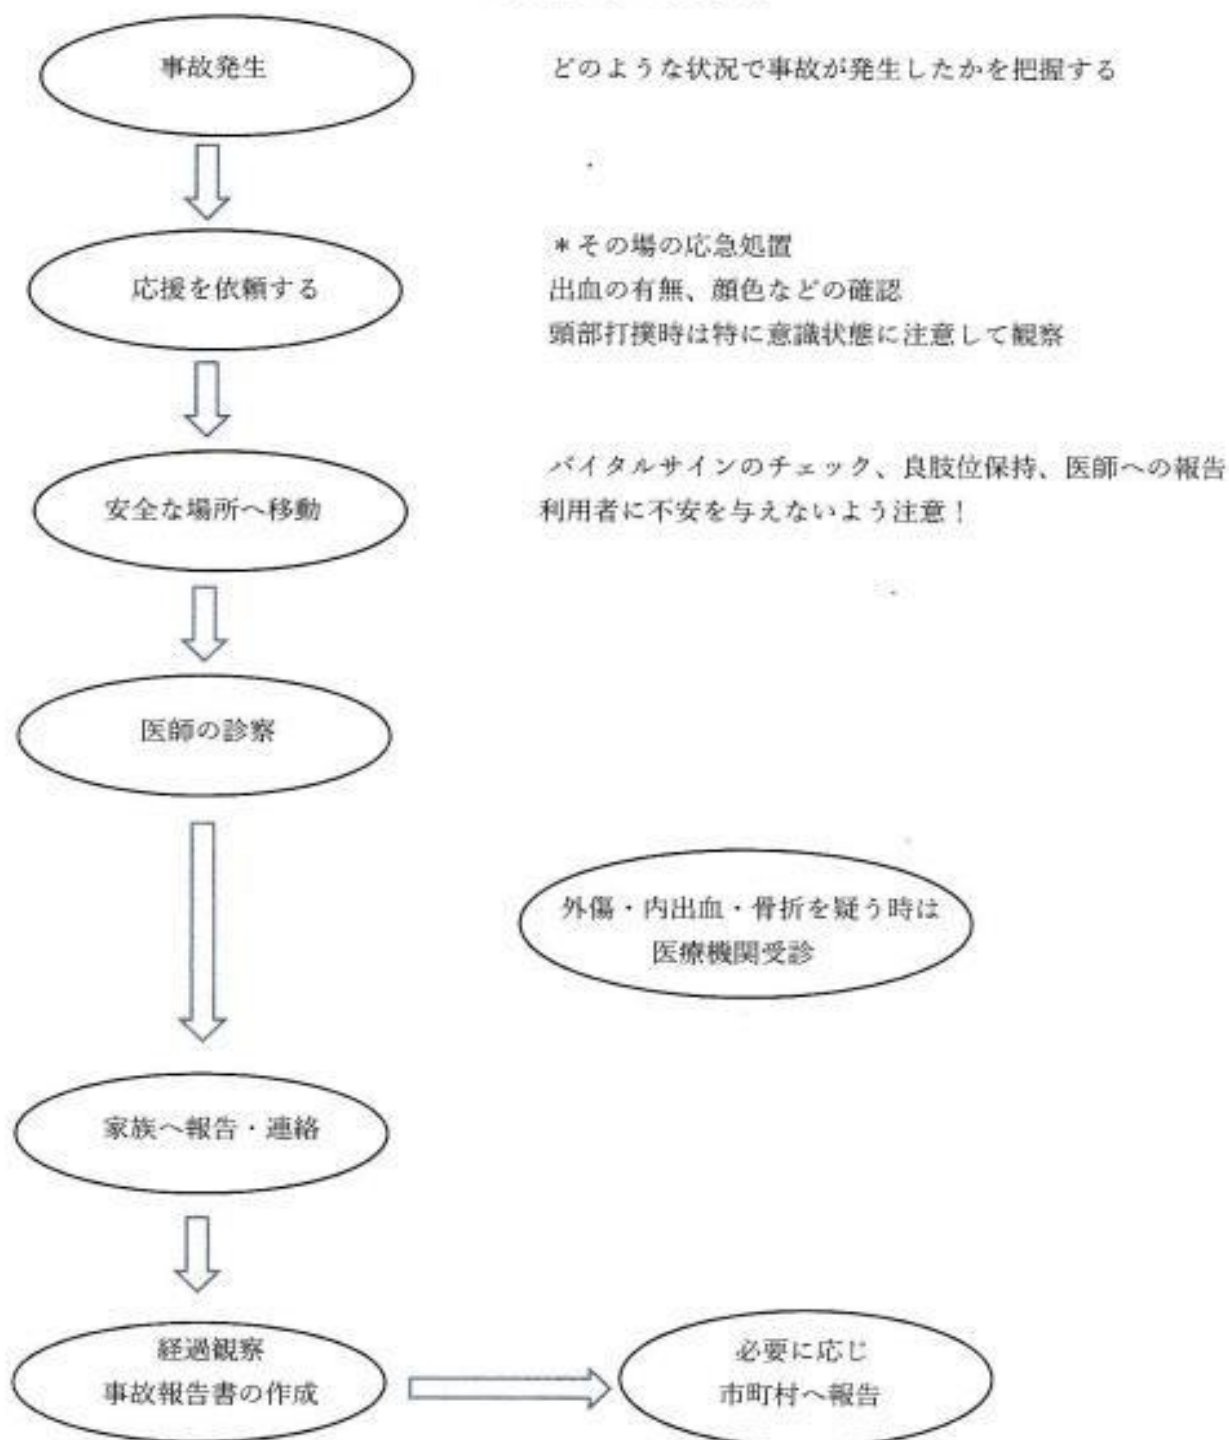 事故発生
どのような状況で事故が発生したかを把握する
応援を依頼する
*その場の応急処置
出血の有無、顔色などの確認
頭部打撲時は特に意識状態に注意して観察
安全な場所へ移動
バイタルサインのチェック、良肢位保持、医師への報告
利用者に不安を与えないよう注意！
医師の診察
外傷・内出血・骨折を疑う時は
医療機関受診
家族へ報告・連絡
経過観察
事故報告書の作成
必要に応じ
市町村へ報告